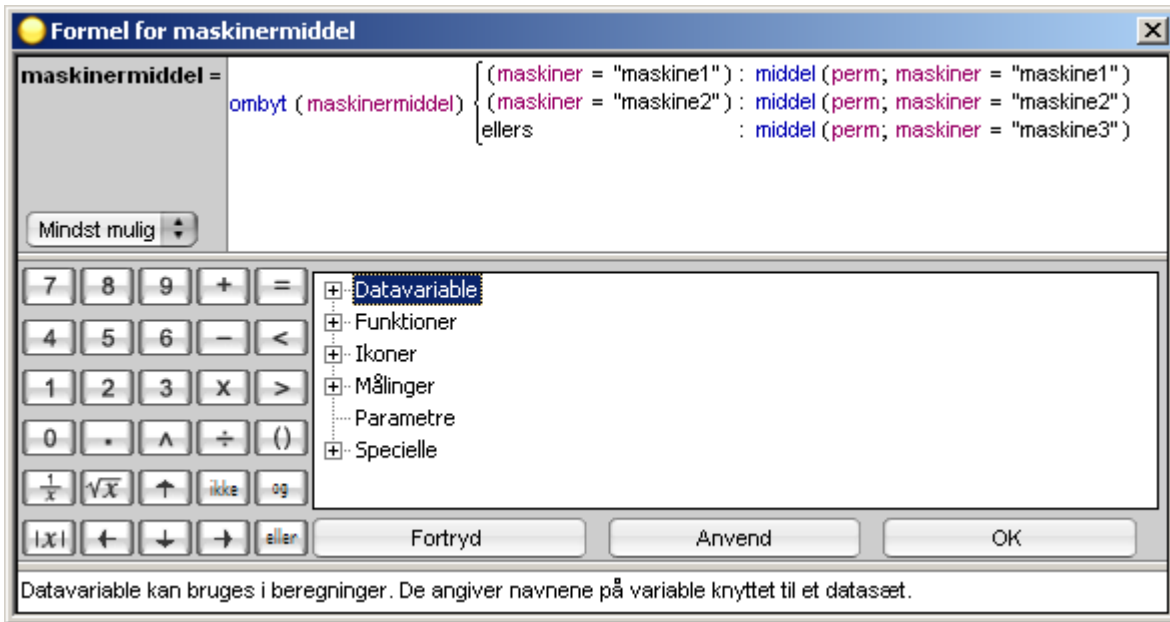 Formel for maskinermiddel
maskinermiddel =
(maskiner = "maskine1") : middel (perm; maskiner = "maskine1")
ombyt (maskinermiddel) { (maskiner = "maskine2") : middel (perm; maskiner = "maskine2")
ellers : middel (perm; maskiner = "maskine3")
Mindst mulig
7 8 9 + =
4 5 6 − <
1 2 3 x >
0 . ^ ÷ ()
1/x √x ↑ ikke og
|x| ← ↓ → eller
Datavariable
Funktioner
Ikoner
Målinger
Parametre
Specielle
Fortryd Anvend OK
Datavariable kan bruges i beregninger. De angiver navnene på variable knyttet til et datasæt.